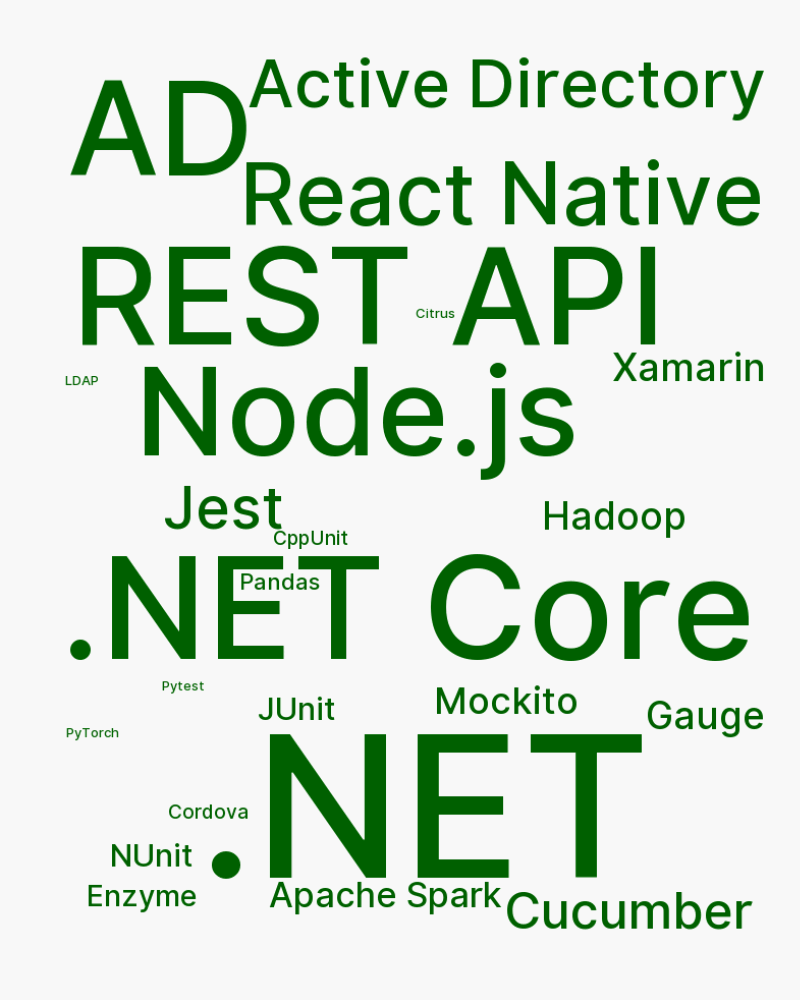 Active Directory
AD
React Native
REST API
Citrus
Xamarin
LDAP
Node.js
Jest
Hadoop
CppUnit
Pandas
.NET Core
Pytest
JUnit
Mockito
Gauge
PyTorch
.NET
Cordova
NUnit
Enzyme
Apache Spark
Cucumber